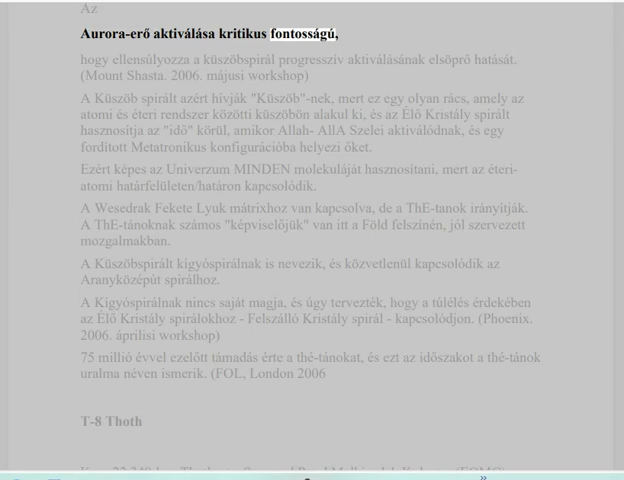 Az
Aurora-erő aktiválása kritikus fontosságú,
hogy ellensúlyozza a küszöbspirál progresszív aktiválásának elsöprő hatását.
(Mount Shasta. 2006. májusi workshop)
A Küszöb spirált azért hívják "Küszöb"-nek, mert ez egy olyan rács, amely az
atomi és éteri rendszer közötti küszöbön alakul ki, és az Élő Kristály spirált
hasznosítja az "idő" körül, amikor Allah- AllA Szelei aktiválódnak, és egy
fordított Metatronikus konfigurációba helyezi őket.
Ezért képes az Univerzum MINDEN molekuláját hasznosítani, mert az éteri-
atomi határfelületen/határon kapcsolódik.
A Wesedrak Fekete Lyuk mátrixhoz van kapcsolva, de a ThE-tanok irányítják.
A ThE-tánoknak számos "képviselőjük" van itt a Föld felszínén, jól szervezett
mozgalmakban.
A Küszöbspirált kígyóspirálnak is nevezik, és közvetlenül kapcsolódik az
Aranyközépút spirálhoz.
A Kígyóspirálnak nincs saját magja, és úgy tervezték, hogy a túlélés érdekében
az Élő Kristály spirálokhoz - Felszálló Kristály spirál - kapcsolódjon. (Phoenix.
2006. áprilisi workshop)
75 millió évvel ezelőtt támadás érte a thé-tánokat, és ezt az időszakot a thé-tánok
uralma néven ismerik. (FOL, London 2006
T-8 Thoth